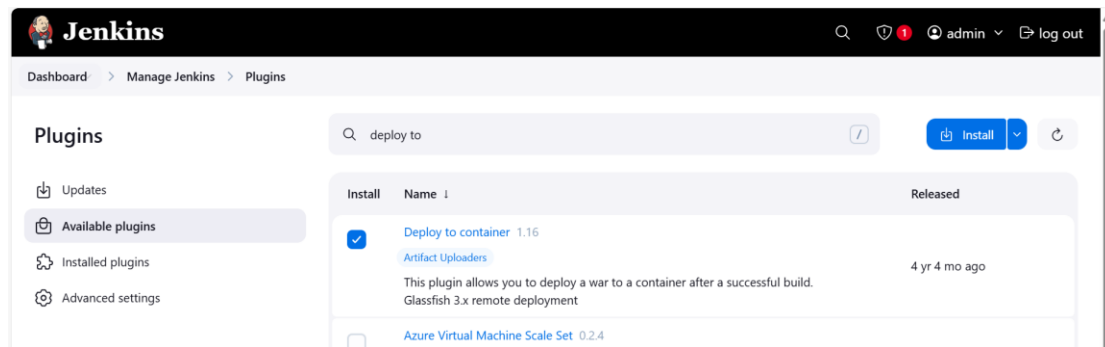 Jenkins
1 admin log out
Dashboard > Manage Jenkins > Plugins
Plugins
deploy to /
Install
Updates
Available plugins
Installed plugins
Advanced settings
Install Name ↓ Released
Deploy to container 1.16
Artifact Uploaders
This plugin allows you to deploy a war to a container after a successful build.
Glassfish 3.x remote deployment
4 yr 4 mo ago
Azure Virtual Machine Scale Set 0.2.4